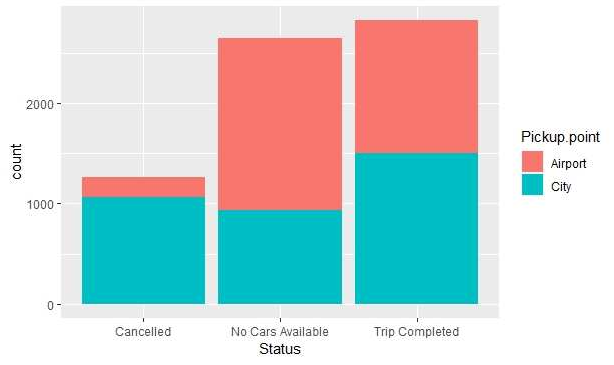 2000
1000
0
count
Cancelled
No Cars Available
Trip Completed
Status
Pickup.point
Airport
City